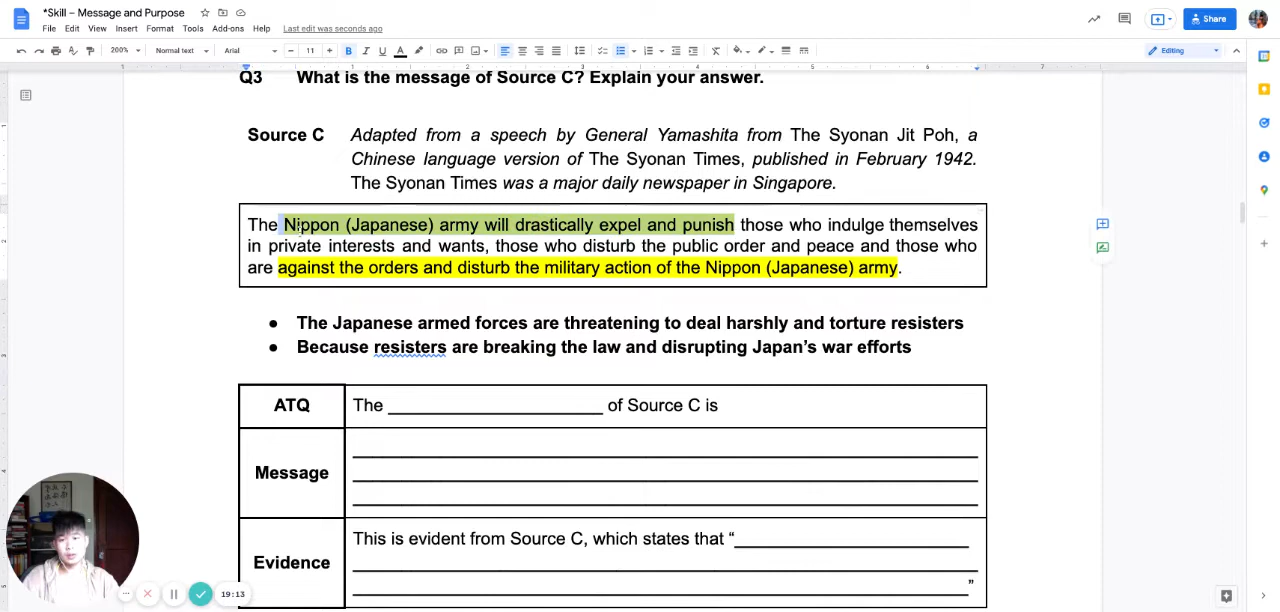 *Skill – Message and Purpose
File Edit View Insert Format Tools Add-ons Help Last edit was seconds ago
Share
200% Normal text Arial 11 Editing
Q3 What is the message of Source C? Explain your answer.
Source C Adapted from a speech by General Yamashita from The Syonan Jit Poh, a
Chinese language version of The Syonan Times, published in February 1942.
The Syonan Times was a major daily newspaper in Singapore.
The Nippon (Japanese) army will drastically expel and punish those who indulge themselves
in private interests and wants, those who disturb the public order and peace and those who
are against the orders and disturb the military action of the Nippon (Japanese) army.
● The Japanese armed forces are threatening to deal harshly and torture resisters
● Because resisters are breaking the law and disrupting Japan's war efforts
ATQ The ______________________ of Source C is
Message
This is evident from Source C, which states that “________________________
Evidence
”
19:13